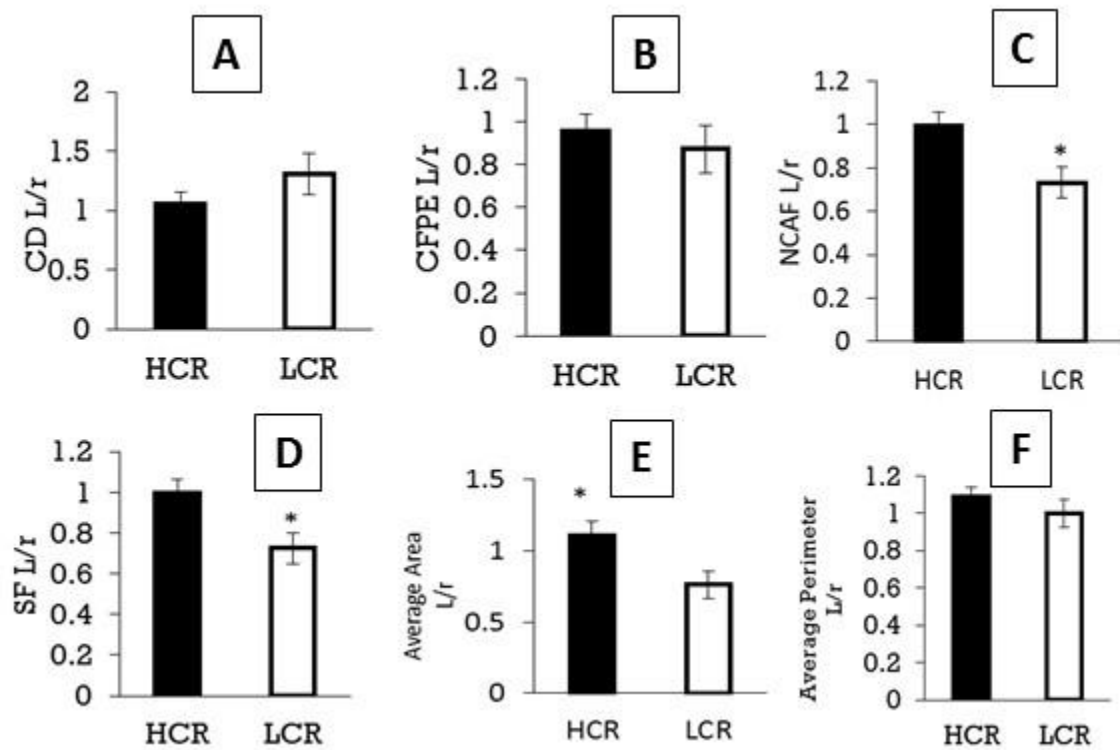 A
CD L/r
2
1.5
1
0.5
0
HCR LCR
B
CFPE L/r
1.2
1
0.8
0.6
0.4
0.2
0
HCR LCR
C
NCAF L/r
1.2
1
0.8
0.6
0.4
0.2
0
*
HCR LCR
D
SF L/r
1.2
1
0.8
0.6
0.4
0.2
0
*
HCR LCR
E
Average Area
L/r
1.5
1
0.5
0
*
HCR LCR
F
Average Perimeter
L/r
1.2
1
0.8
0.6
0.4
0.2
0
HCR LCR